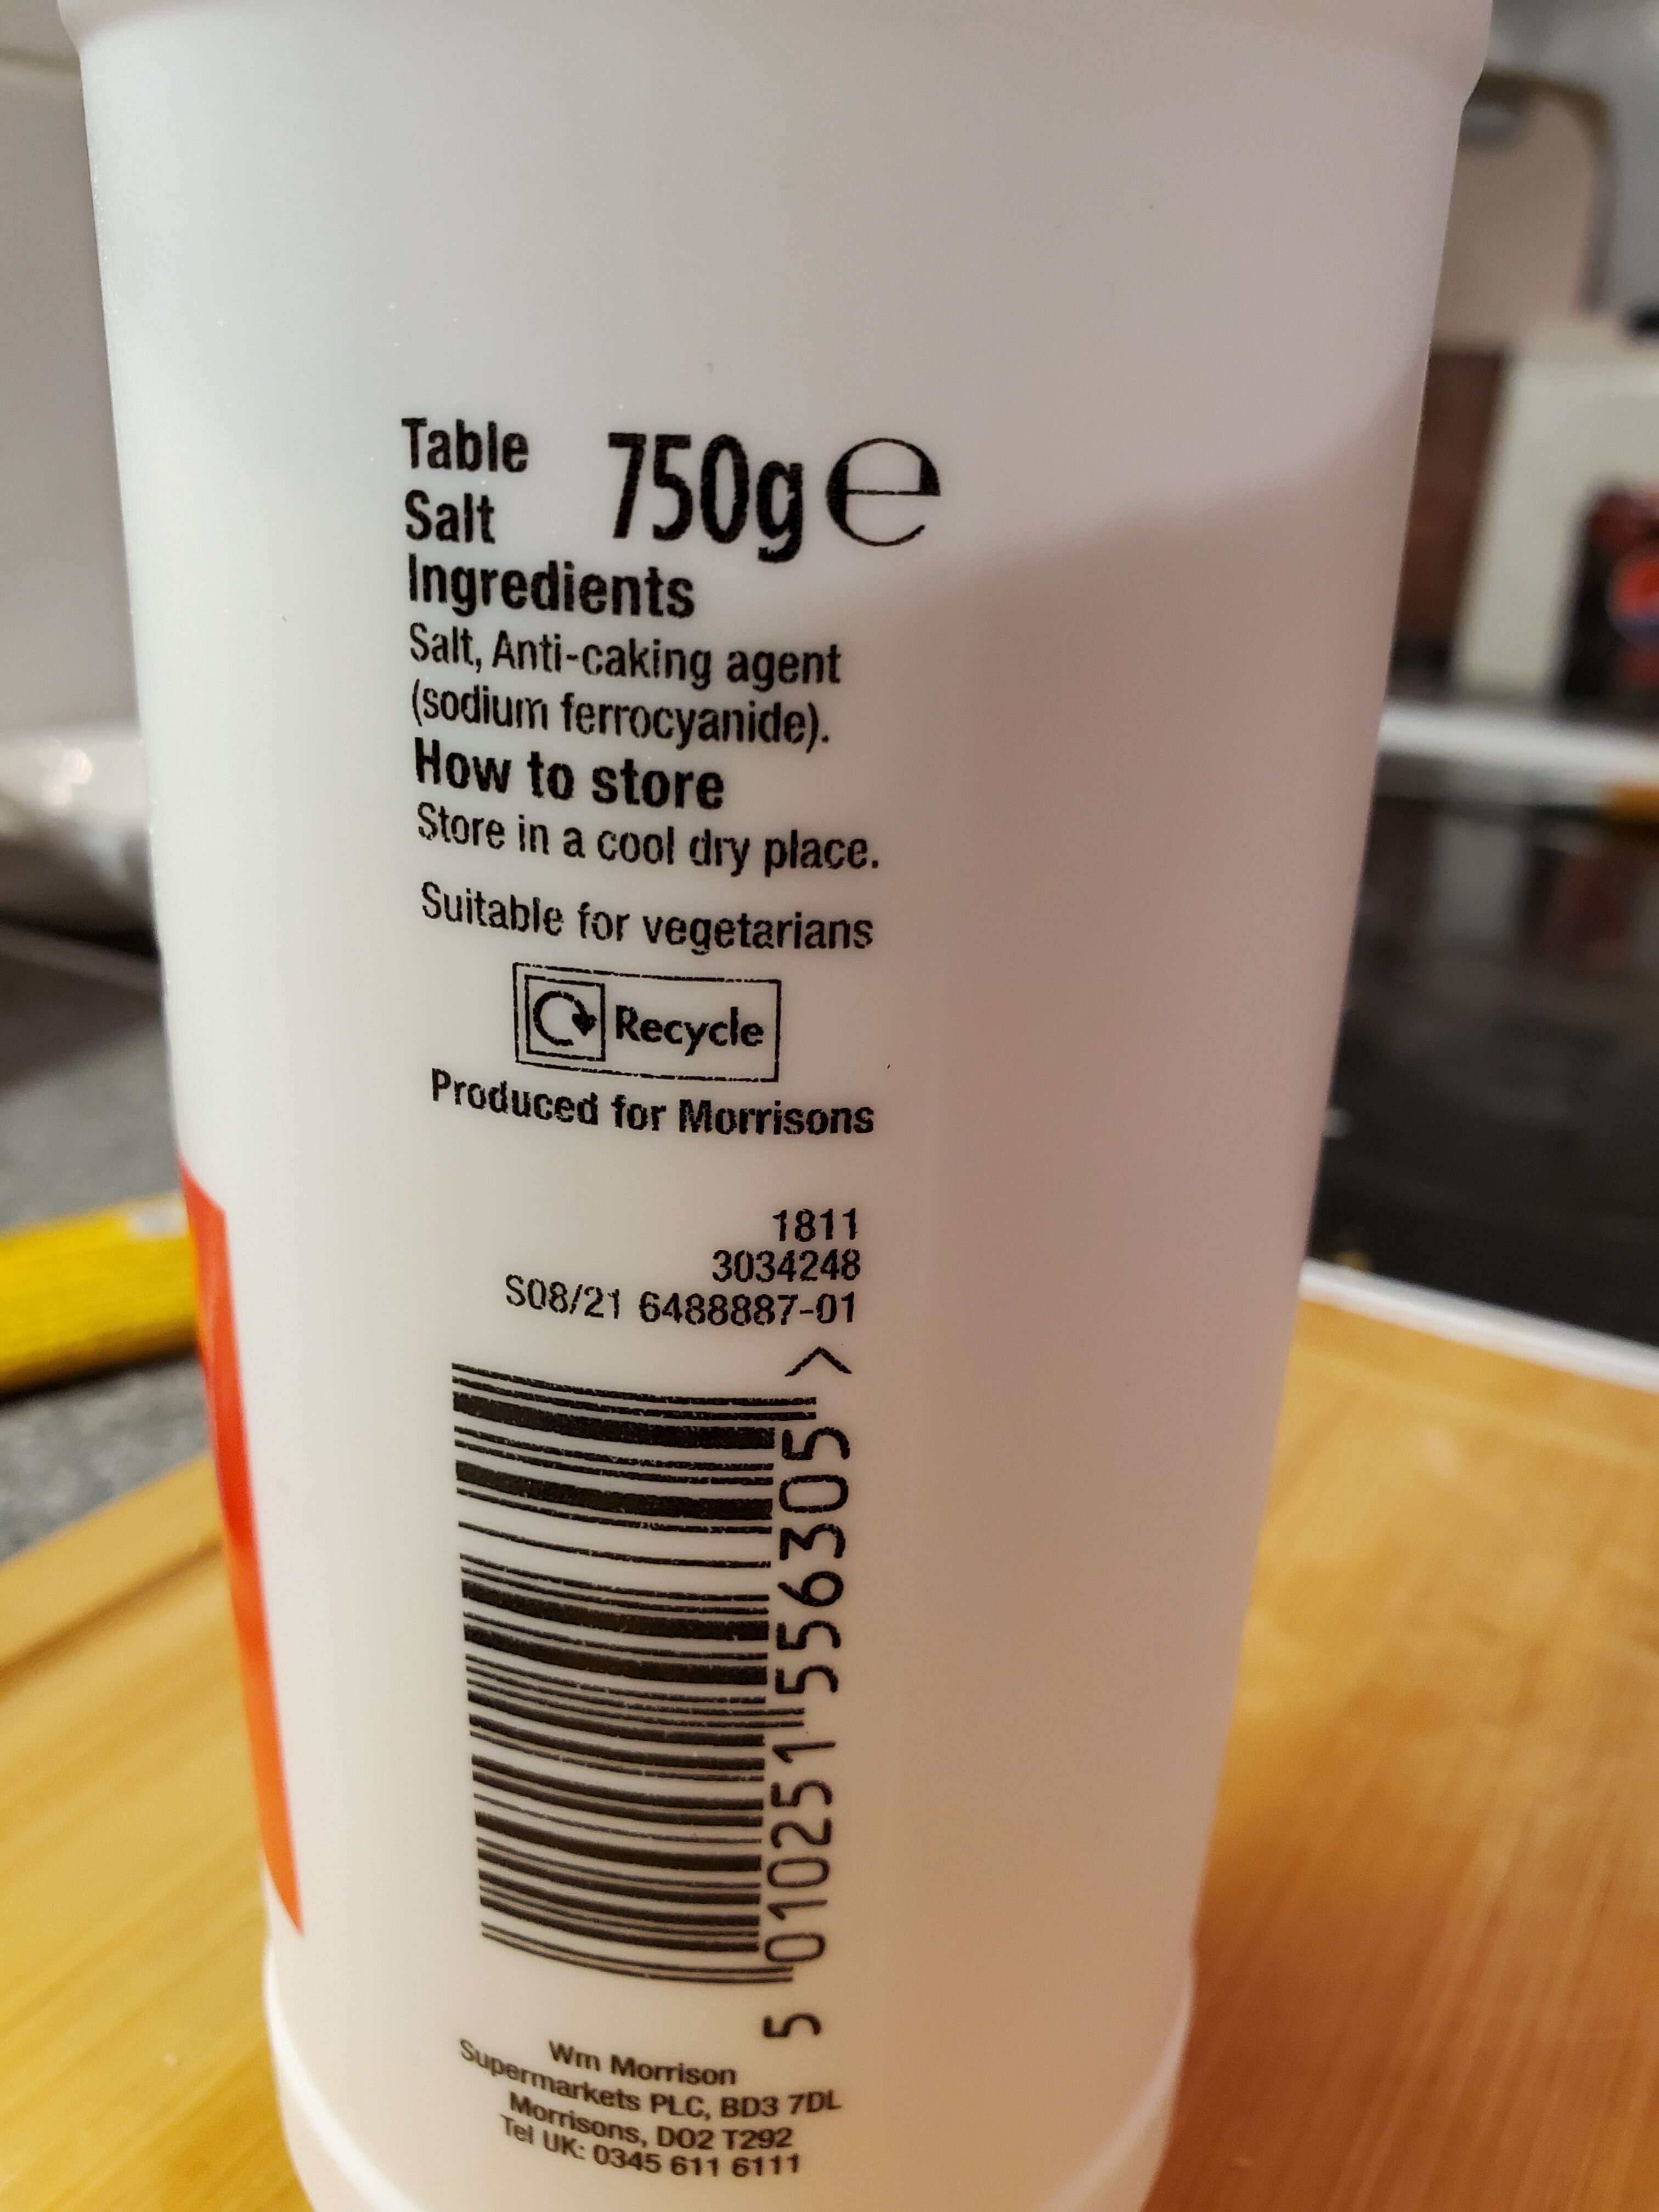 Table
Salt
750g ℮
Ingredients
Salt, Anti-caking agent
(sodium ferrocyanide).
How to store
Store in a cool dry place.
Suitable for vegetarians
Recycle
Produced for Morrisons
1811
3034248
S08/21 6488887-01
5 010251 556305 >
Wm Morrison
Supermarkets PLC, BD3 7DL
Morrisons, D02 T292
Tel UK: 0345 611 6111